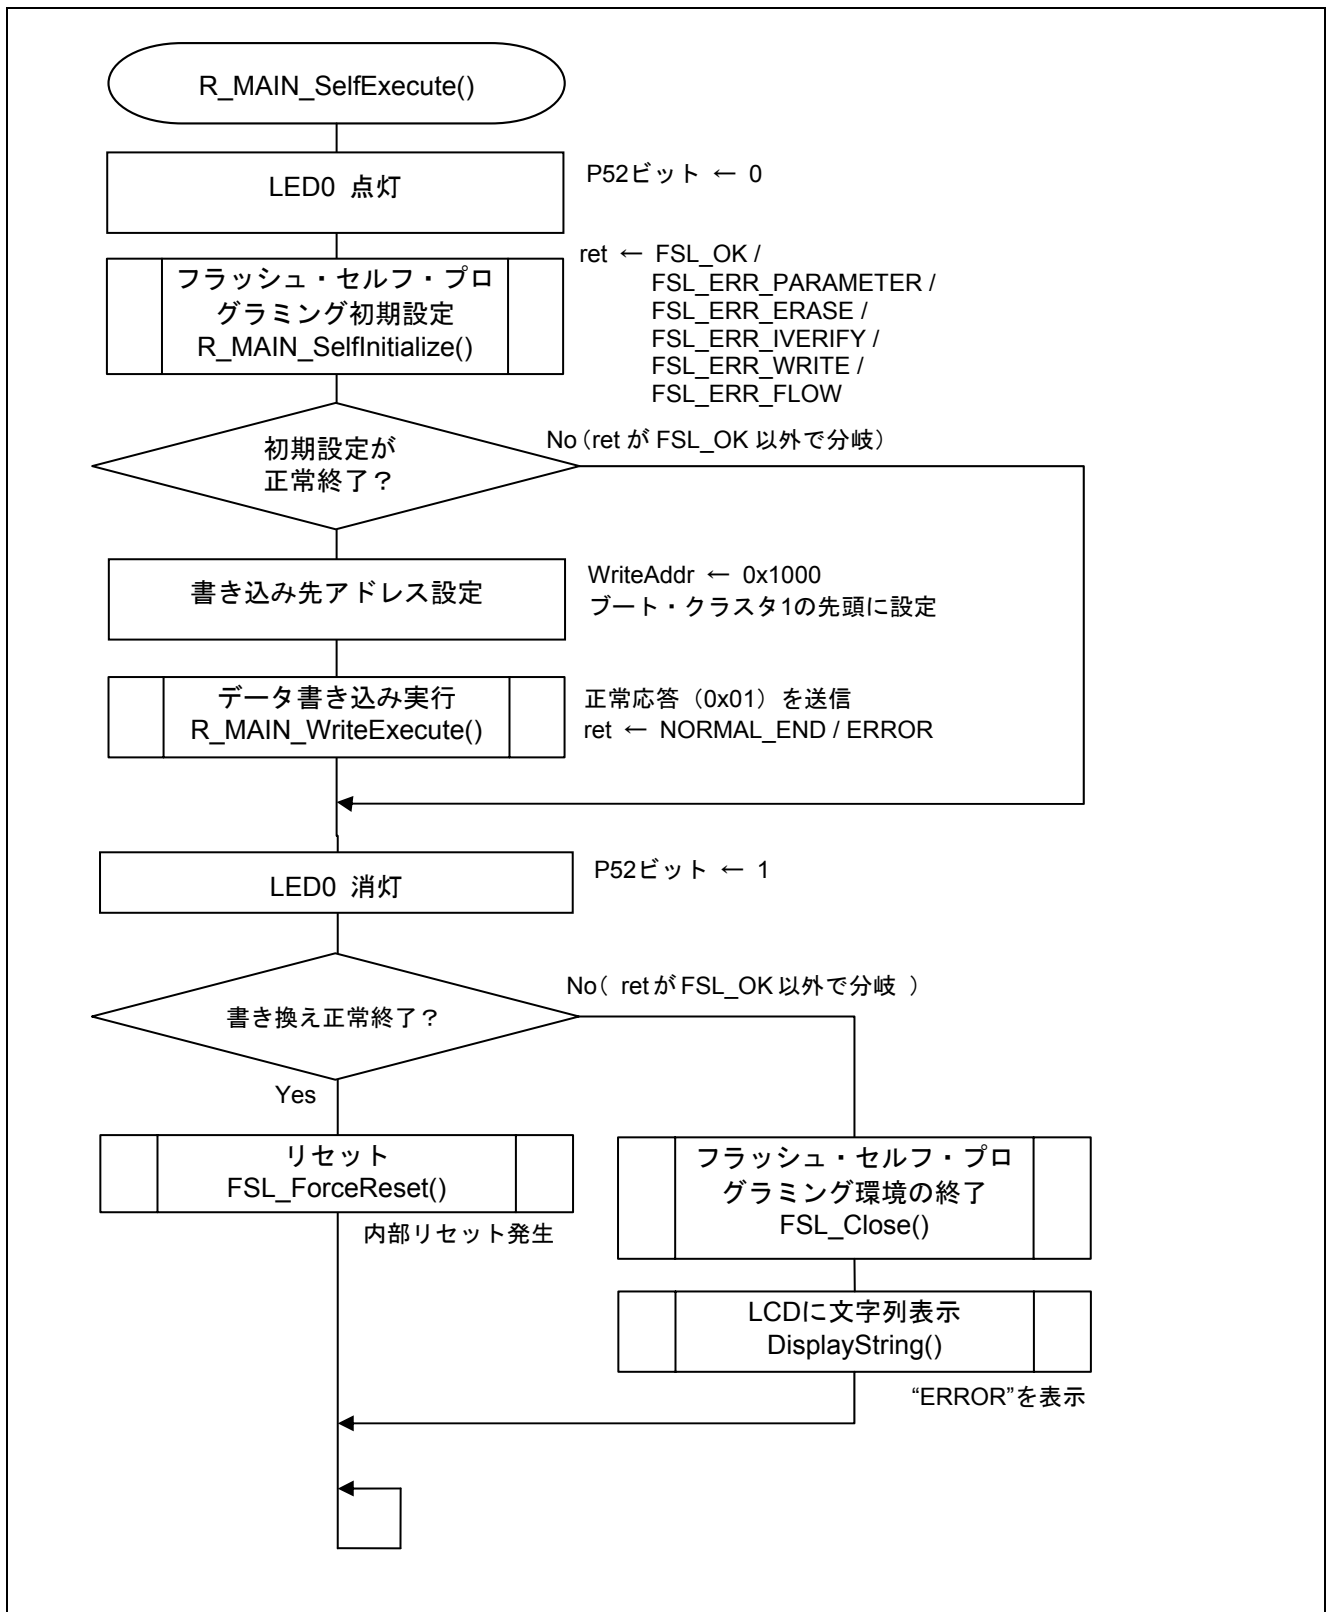 R_MAIN_SelfExecute()
LED0 点灯
P52ビット ← 0
フラッシュ・セルフ・プロ
グラミング初期設定
R_MAIN_SelfInitialize()
ret ← FSL_OK /
FSL_ERR_PARAMETER /
FSL_ERR_ERASE /
FSL_ERR_IVERIFY /
FSL_ERR_WRITE /
FSL_ERR_FLOW
初期設定が
正常終了？
No（ret が FSL_OK 以外で分岐）
書き込み先アドレス設定
WriteAddr ← 0x1000
ブート・クラスタ1の先頭に設定
データ書き込み実行
R_MAIN_WriteExecute()
正常応答（0x01）を送信
ret ← NORMAL_END / ERROR
LED0 消灯
P52ビット ← 1
書き換え正常終了？
No（ ret が FSL_OK 以外で分岐 ）
Yes
リセット
FSL_ForceReset()
内部リセット発生
フラッシュ・セルフ・プロ
グラミング環境の終了
FSL_Close()
LCDに文字列表示
DisplayString()
“ERROR”を表示